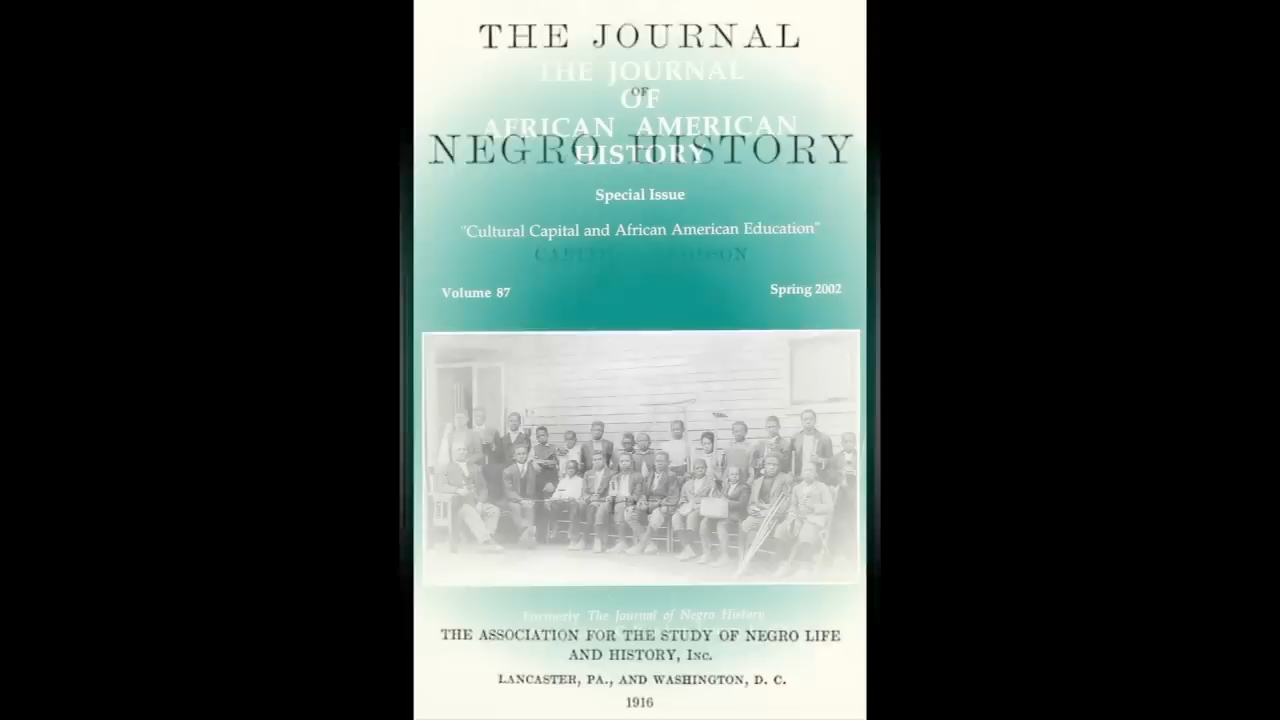 THE JOURNAL
THE JOURNAL
OF
OF
AFRICAN AMERICAN
NEGRO HISTORY
HISTORY
Special Issue
"Cultural Capital and African American Education"
Volume 87
Spring 2002
Formerly The Journal of Negro History
THE ASSOCIATION FOR THE STUDY OF NEGRO LIFE
AND HISTORY, Inc.
LANCASTER, PA., AND WASHINGTON, D. C.
1916